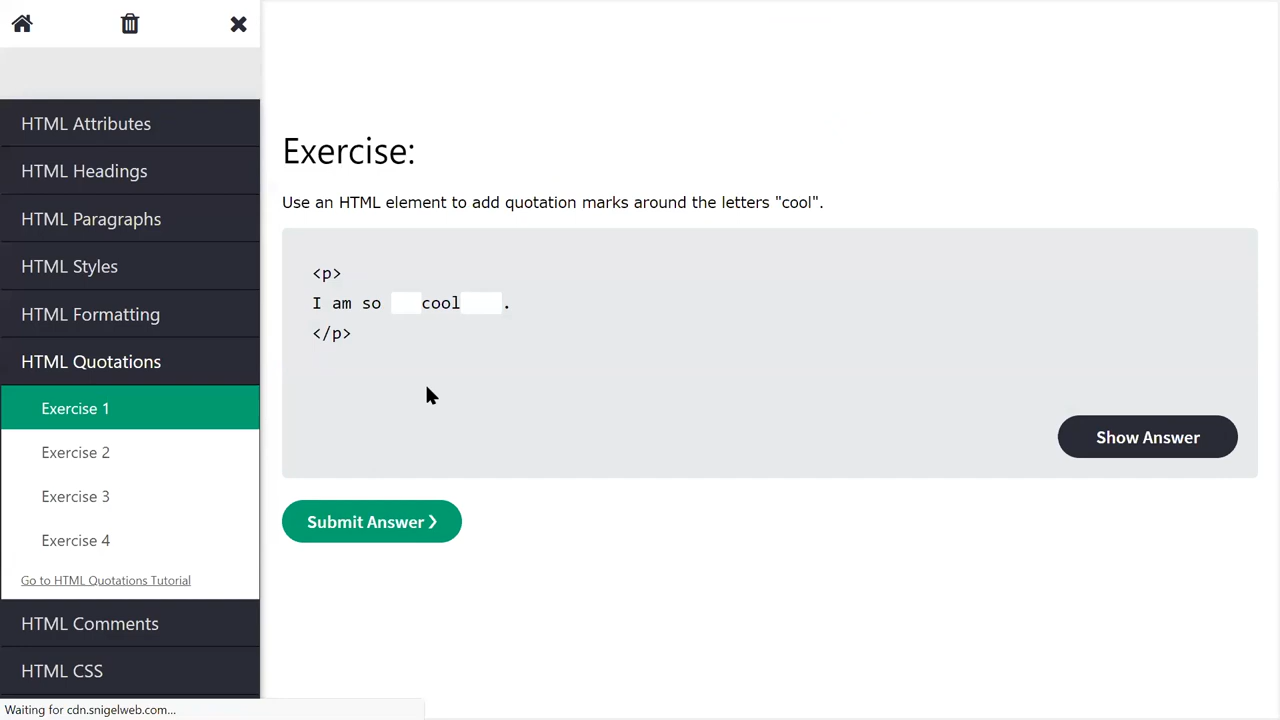 HTML Attributes
HTML Headings
HTML Paragraphs
HTML Styles
HTML Formatting
HTML Quotations
Exercise 1
Exercise 2
Exercise 3
Exercise 4
Go to HTML Quotations Tutorial
HTML Comments
HTML CSS
Waiting for cdn.snigelweb.com...
Exercise:
Use an HTML element to add quotation marks around the letters "cool".
<p>
I am so cool .
</p>
Show Answer
Submit Answer ❯